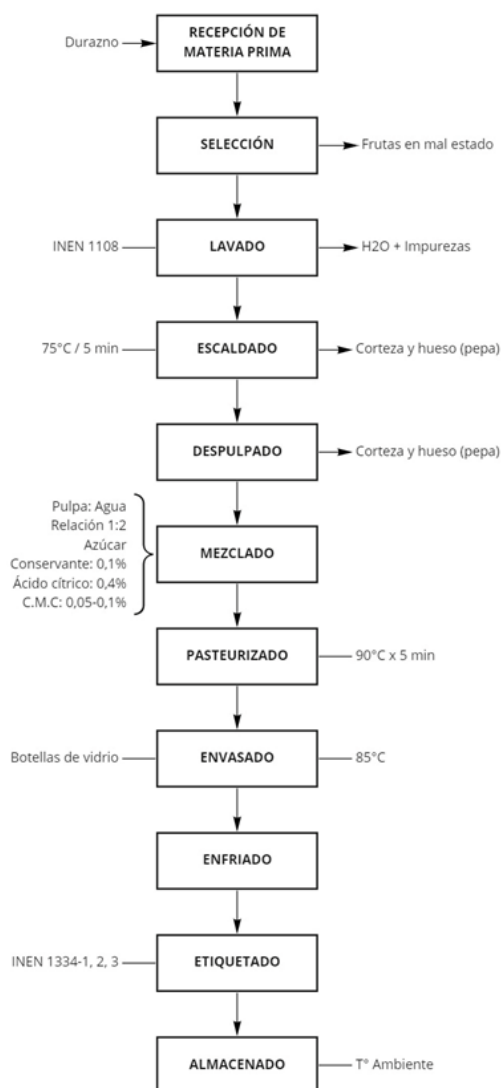 Durazno
RECEPCIÓN DE
MATERIA PRIMA
SELECCIÓN
Frutas en mal estado
INEN 1108
LAVADO
H2O + Impurezas
75°C / 5 min
ESCALDADO
Corteza y hueso (pepa)
DESPULPADO
Corteza y hueso (pepa)
Pulpa: Agua
Relación 1:2
Azúcar
Conservante: 0,1%
Ácido cítrico: 0,4%
C.M.C: 0,05-0,1%
MEZCLADO
PASTEURIZADO
90°C x 5 min
Botellas de vidrio
ENVASADO
85°C
ENFRIADO
INEN 1334-1, 2, 3
ETIQUETADO
ALMACENADO
T° Ambiente